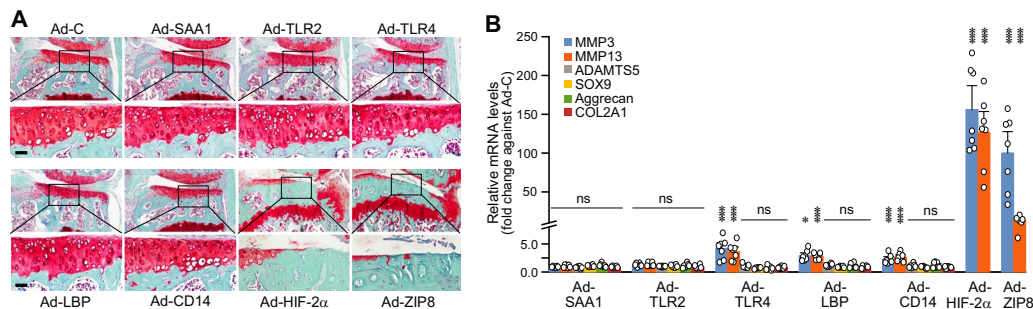 A
B
Ad-C
Ad-SAA1
Ad-TLR2
Ad-TLR4
Ad-LBP
Ad-CD14
Ad-HIF-2α
Ad-ZIP8
Relative mRNA levels
(fold change against Ad-C)
250
200
150
100
50
5.0
2.5
0
MMP3
MMP13
ADAMTS5
SOX9
Aggrecan
COL2A1
ns
ns
****
****
ns
*
***
ns
****
****
ns
****
****
****
****
Ad-
SAA1
Ad-
TLR2
Ad-
TLR4
Ad-
LBP
Ad-
CD14
Ad-
HIF-2α
Ad-
ZIP8